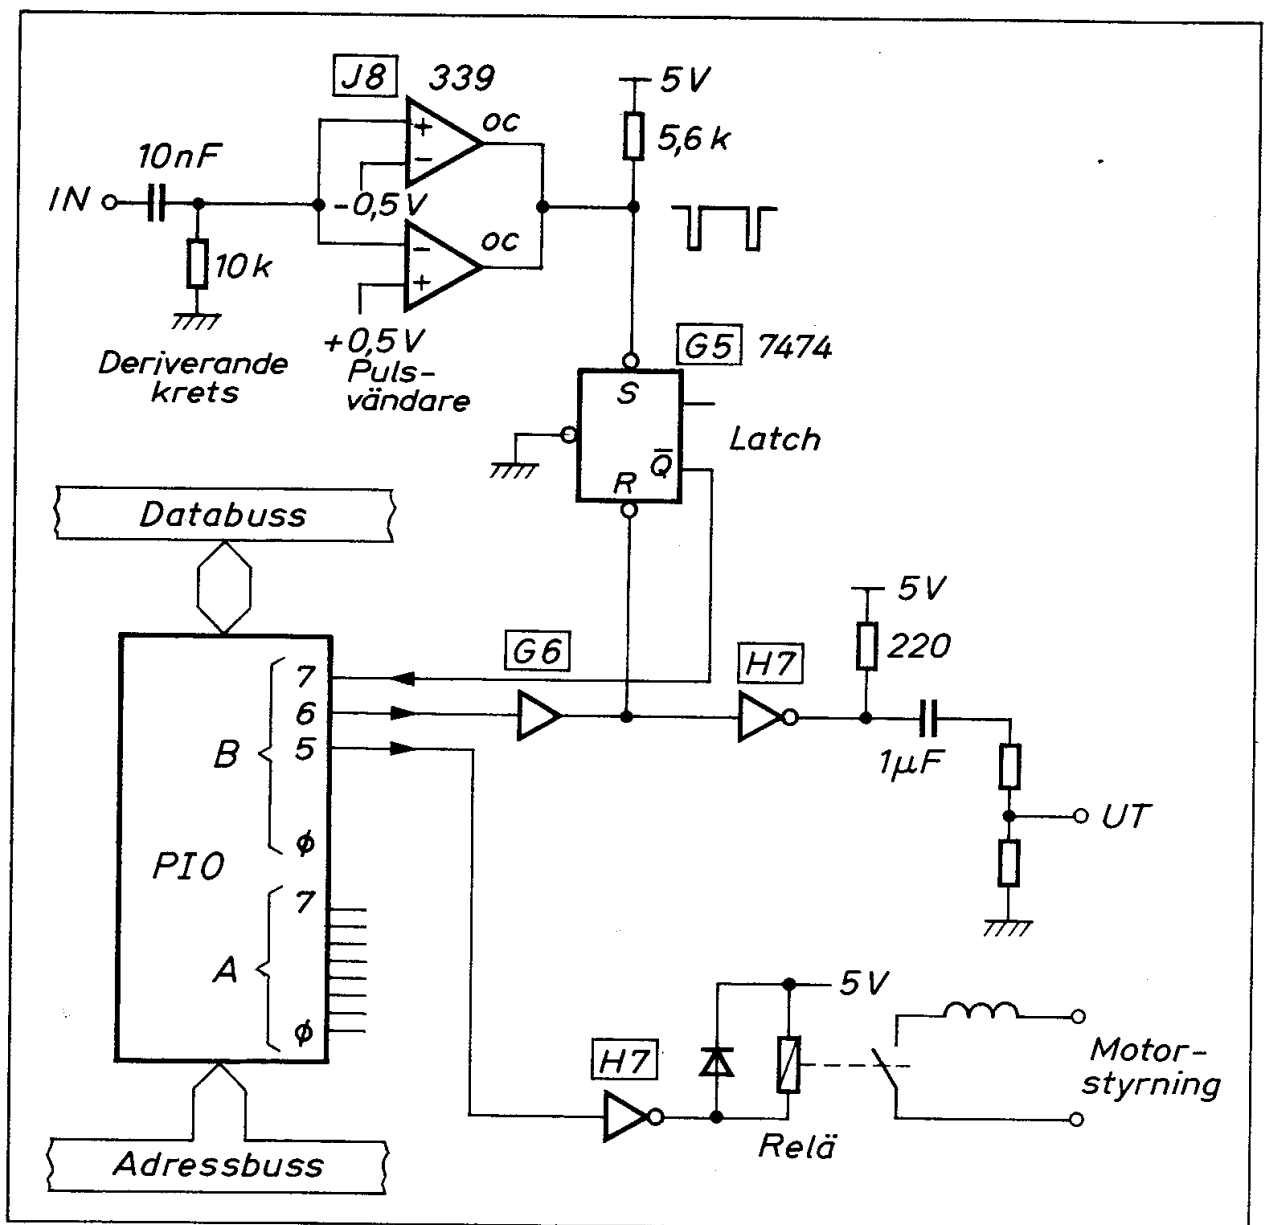 J8 339
oc
5V
5,6k
10nF
IN
-0,5V
oc
10k
+0,5V
Deriverande
krets
Puls-
vändare
G5 7474
S
Latch
Q̅
R
Databuss
5V
G6
H7
220
7
6
5
B
1μF
UT
ϕ
PIO
7
A
5V
ϕ
H7
Motor-
styrning
Relä
Adressbuss
+
-
-
+